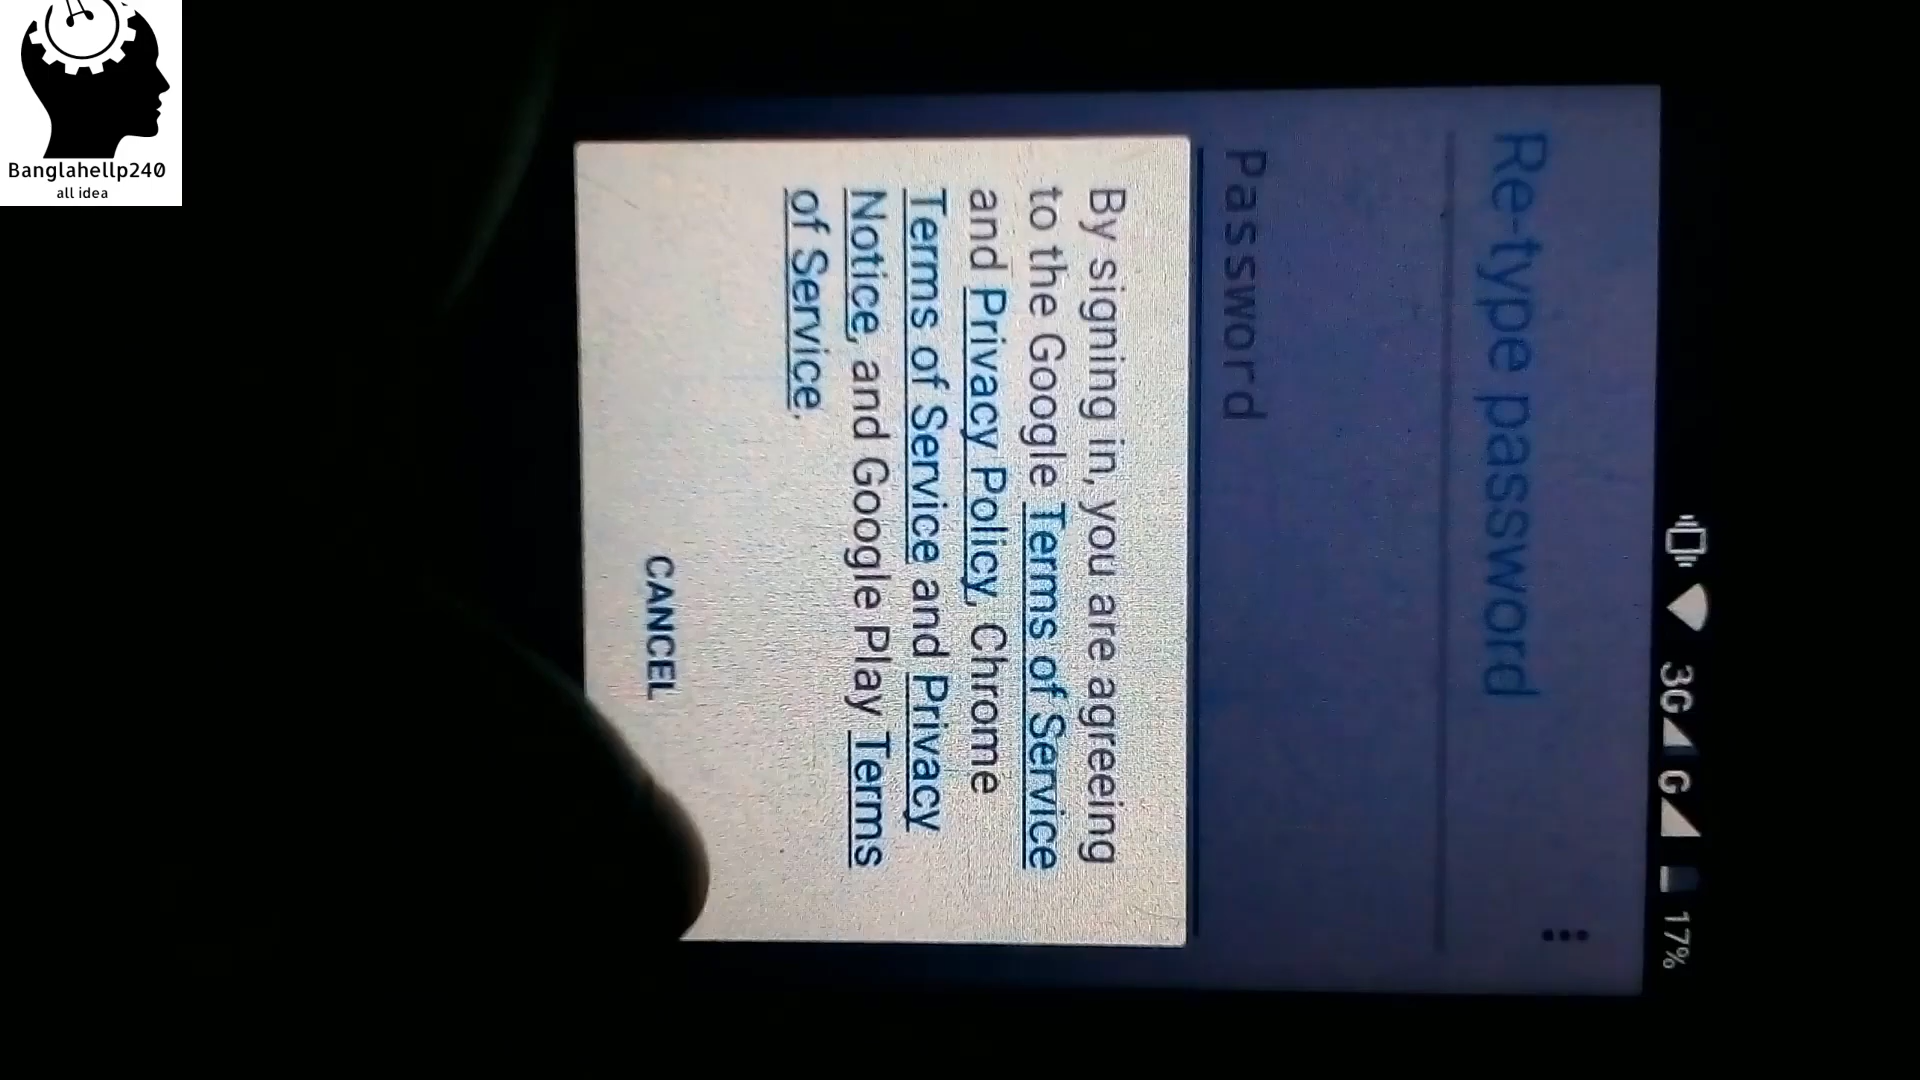 Banglahellp240
all idea
3G G 17%
Re-type password
Password
By signing in, you are agreeing
to the Google Terms of Service
and Privacy Policy, Chrome
Terms of Service and Privacy
Notice, and Google Play Terms
of Service.
CANCEL